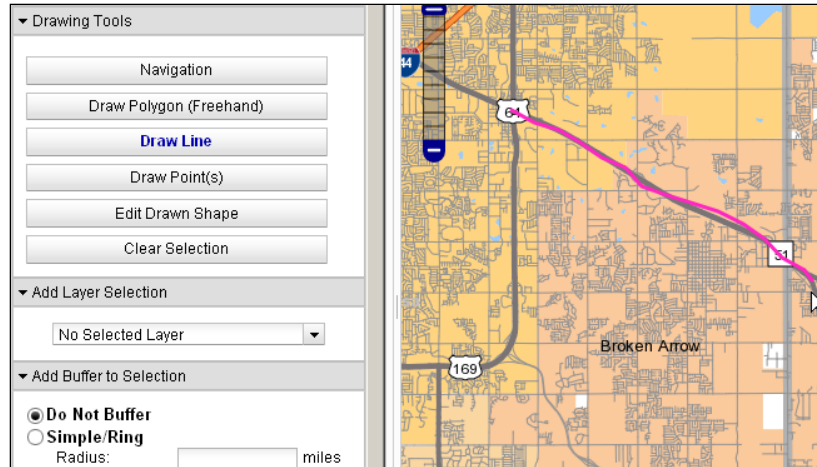 Drawing Tools
Navigation
Draw Polygon (Freehand)
Draw Line
Draw Point(s)
Edit Drawn Shape
Clear Selection
Add Layer Selection
No Selected Layer
Add Buffer to Selection
Do Not Buffer
Simple/Ring
Radius: miles
44
64
51
Broken Arrow
169